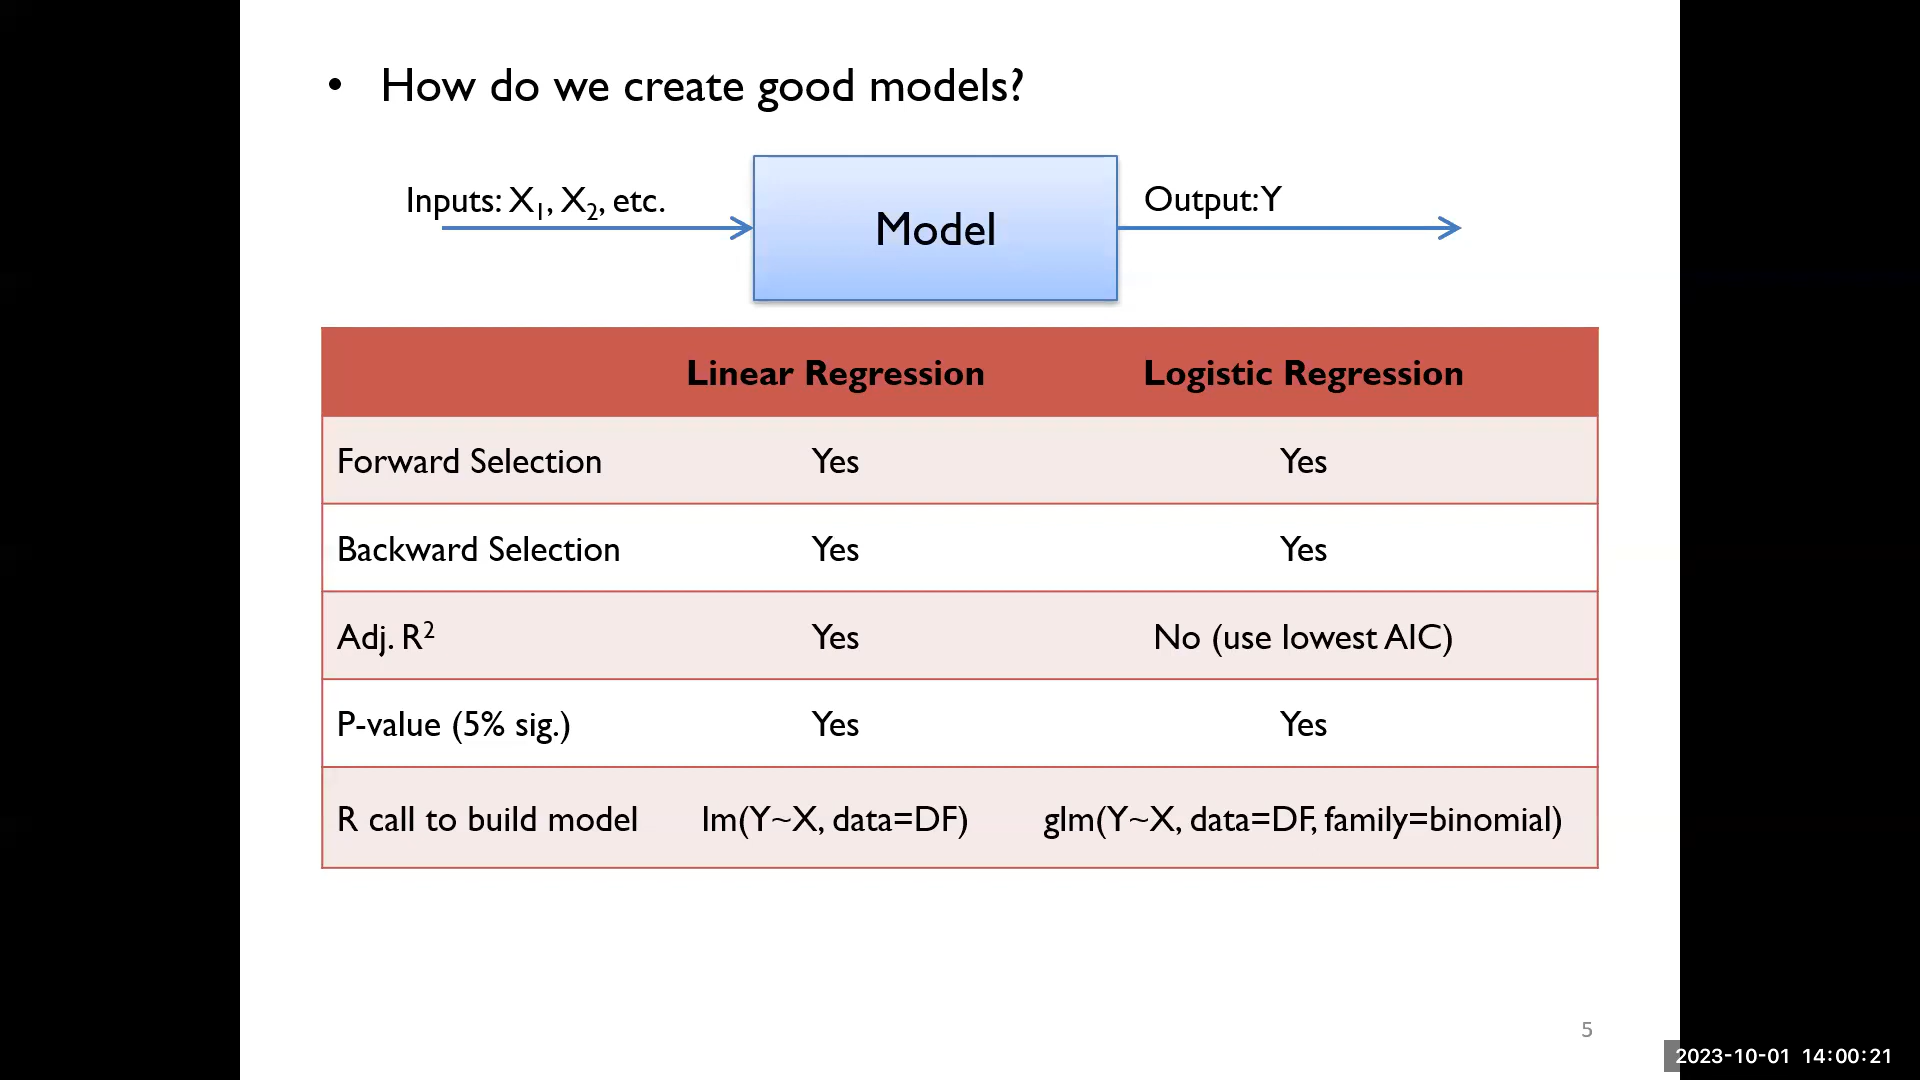 • How do we create good models?
Inputs: X₁, X₂, etc.
Model
Output:Y
Linear Regression Logistic Regression
Forward Selection Yes Yes
Backward Selection Yes Yes
Adj. R² Yes No (use lowest AIC)
P-value (5% sig.) Yes Yes
R call to build model lm(Y~X, data=DF) glm(Y~X, data=DF, family=binomial)
5
2023-10-01 14:00:21